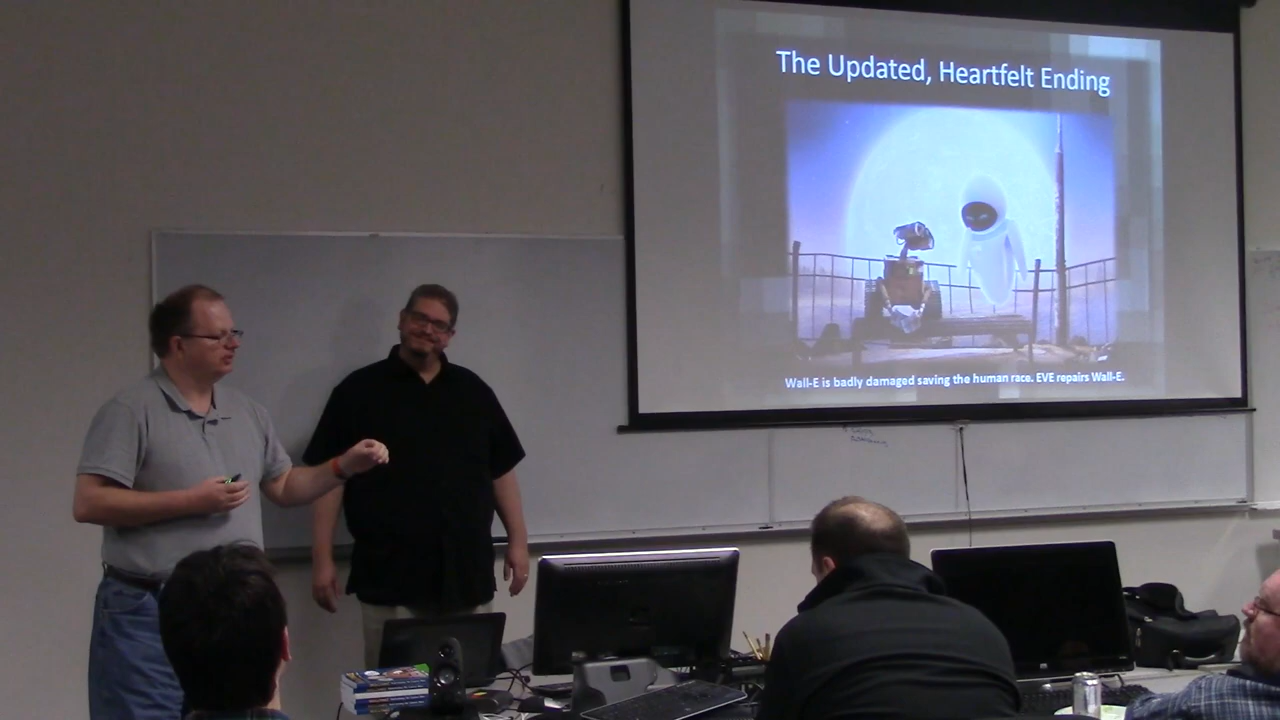 The Updated, Heartfelt Ending
Wall-E is badly damaged saving the human race. EVE repairs Wall-E.